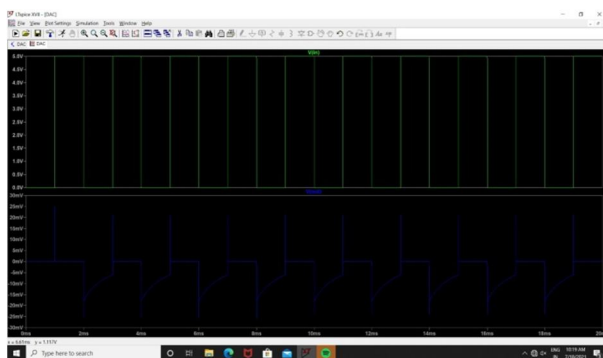 LTspice XVII - [DAC]
File View Plot Settings Simulation Tools Window Help
DAC DAC
5.0V
4.5V
4.0V
3.5V
3.0V
2.5V
2.0V
1.5V
1.0V
0.5V
0.0V
30mV
25mV
20mV
15mV
10mV
5mV
0mV
-5mV
-10mV
-15mV
-20mV
-25mV
-30mV
0ms 2ms 4ms 6ms 8ms 10ms 12ms 14ms 16ms 18ms
Type here to search
ENG 10:19 AM
IN